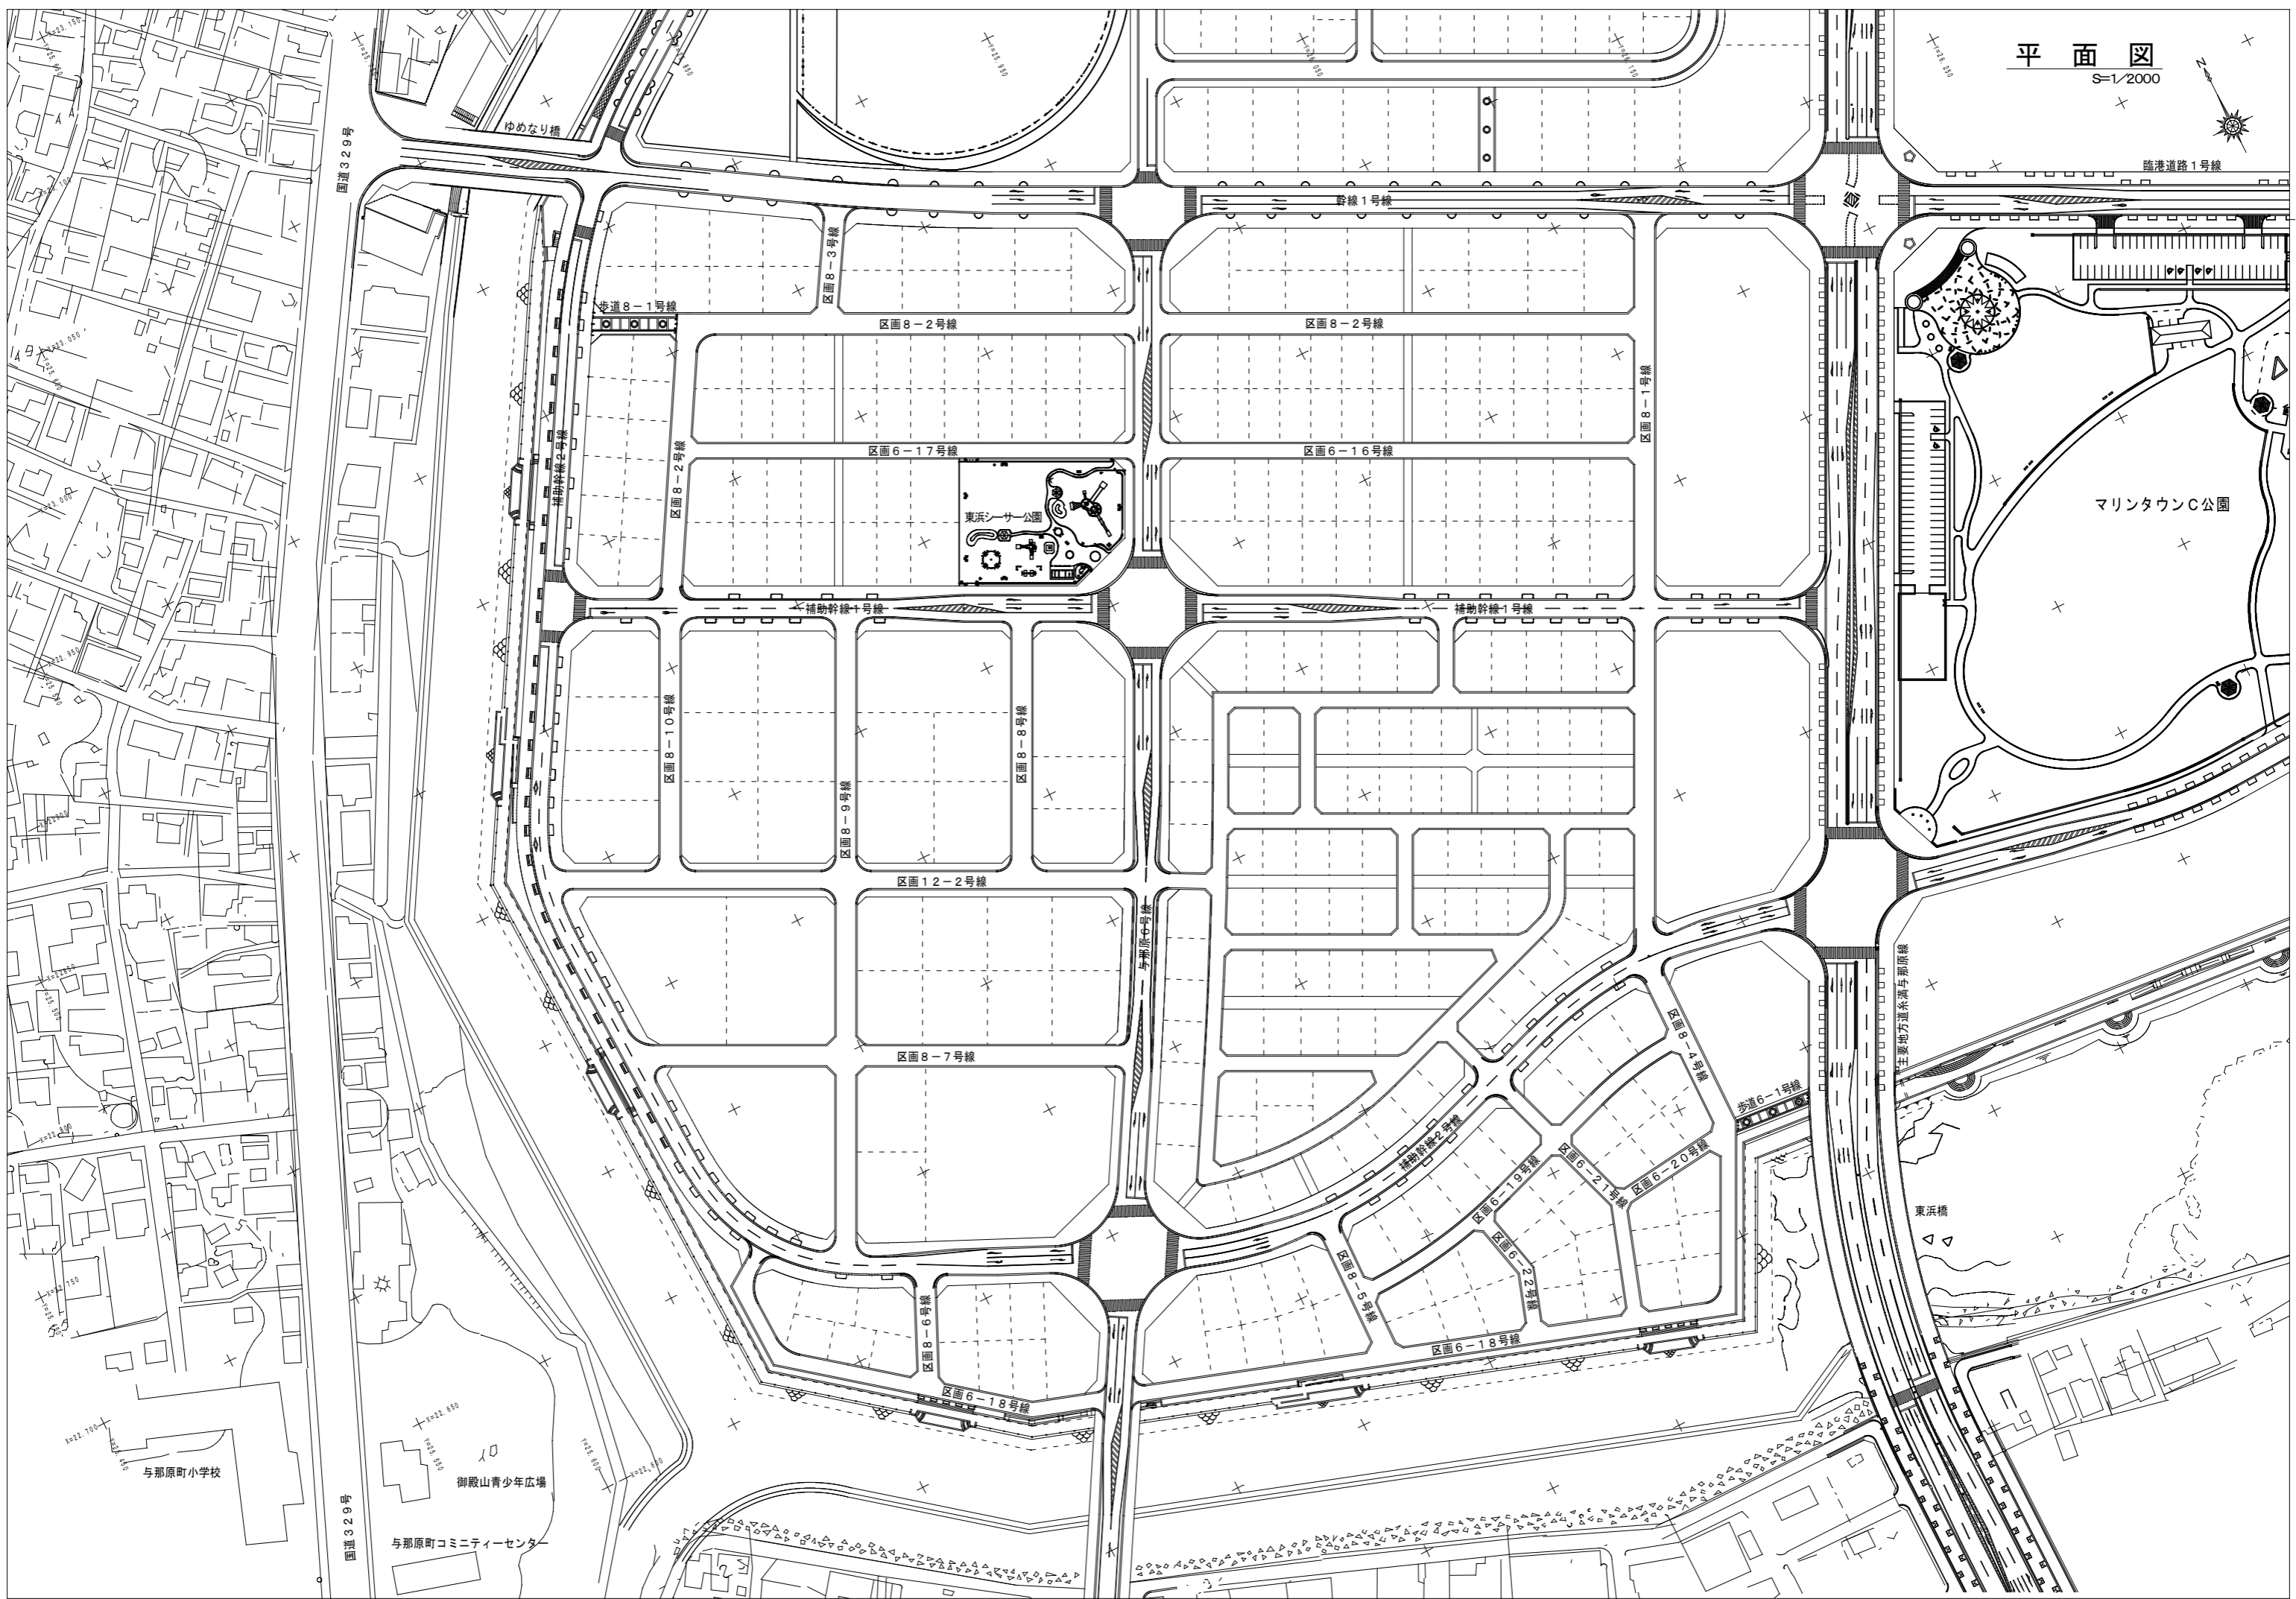 平面図
S=1/2000
N
ゆめなり橋
国道329号
臨港道路1号線
幹線1号線
区画8-3号線
歩道8-1号線
区画8-2号線
区画8-2号線
区画8-1号線
補助幹線2号線
区画8-2号線
区画6-17号線
区画6-16号線
東浜シーサー公園
マリンタウンC公園
補助幹線1号線
補助幹線1号線
区画8-10号線
区画8-9号線
区画8-8号線
区画12-2号線
与那原6号線
主要地方道糸満与那原線
区画8-7号線
区画8-4号線
歩道6-1号線
補助幹線2号線
区画6-19号線
区画6-21号線
区画6-20号線
東浜橋
区画6-22号線
区画8-5号線
区画8-6号線
区画6-18号線
区画6-18号線
X=22.700
X=22.650
X=22.600
与那原町小学校
御殿山青少年広場
国道329号
与那原町コミニティーセンター